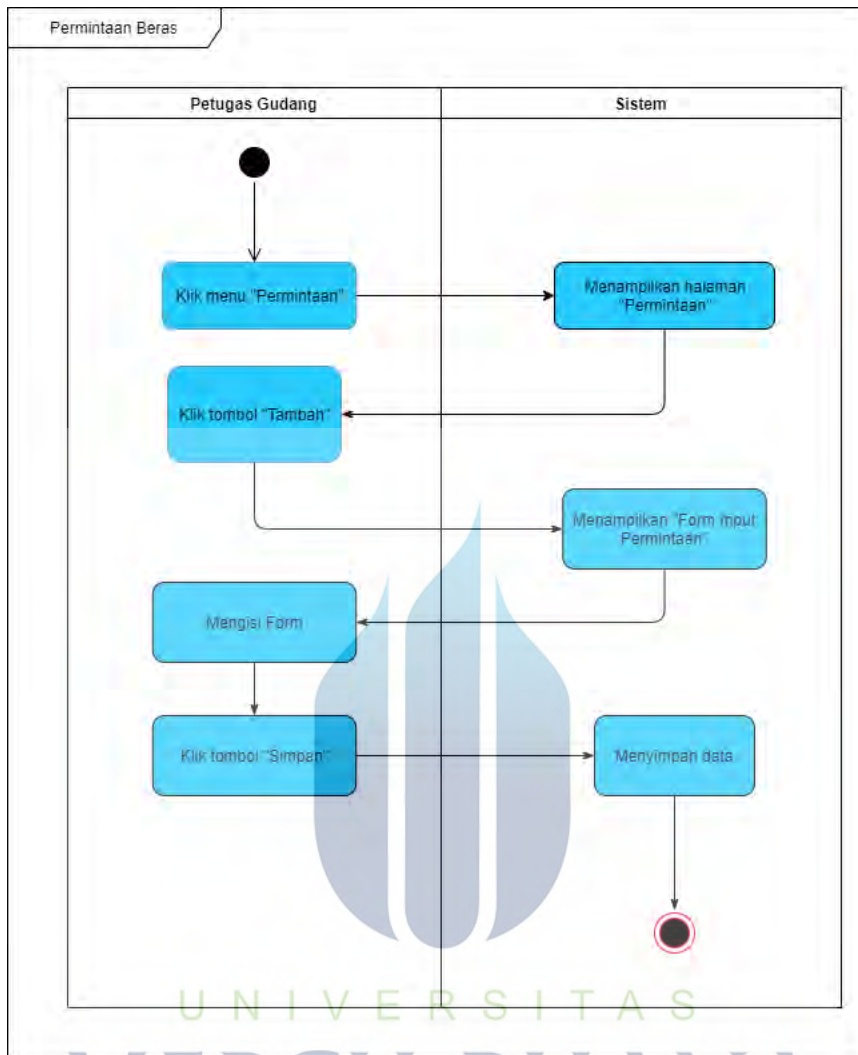 Permintaan Beras
Petugas Gudang
Sistem
Klik menu "Permintaan"
Menampilkan halaman
"Permintaan"
Klik tombol "Tambah"
Menampilkan "Form Input
Permintaan"
Mengisi Form
Klik tombol "Simpan"
Menyimpan data
UNIVERSITAS